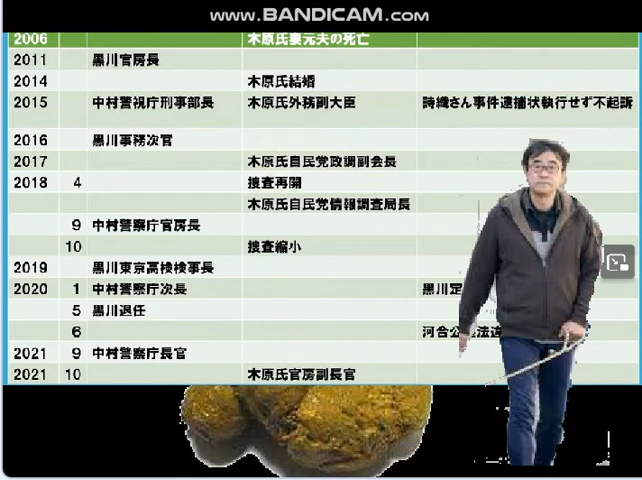 www.BANDICAM.com
2006 木原氏妻元夫の死亡
2011 黒川官房長
2014 木原氏結婚
2015 中村警視庁刑事部長 木原氏外務副大臣 詩織さん事件逮捕状執行せず不起訴
2016 黒川事務次官
2017 木原氏自民党政調副会長
2018 4 捜査再開
木原氏自民党情報調査局長
9 中村警察庁官房長
10 捜査縮小
2019 黒川東京高検検事長
2020 1 中村警察庁次長 黒川定
5 黒川退任
6 河合公
2021 9 中村警察庁長官
2021 10 木原氏官房副長官